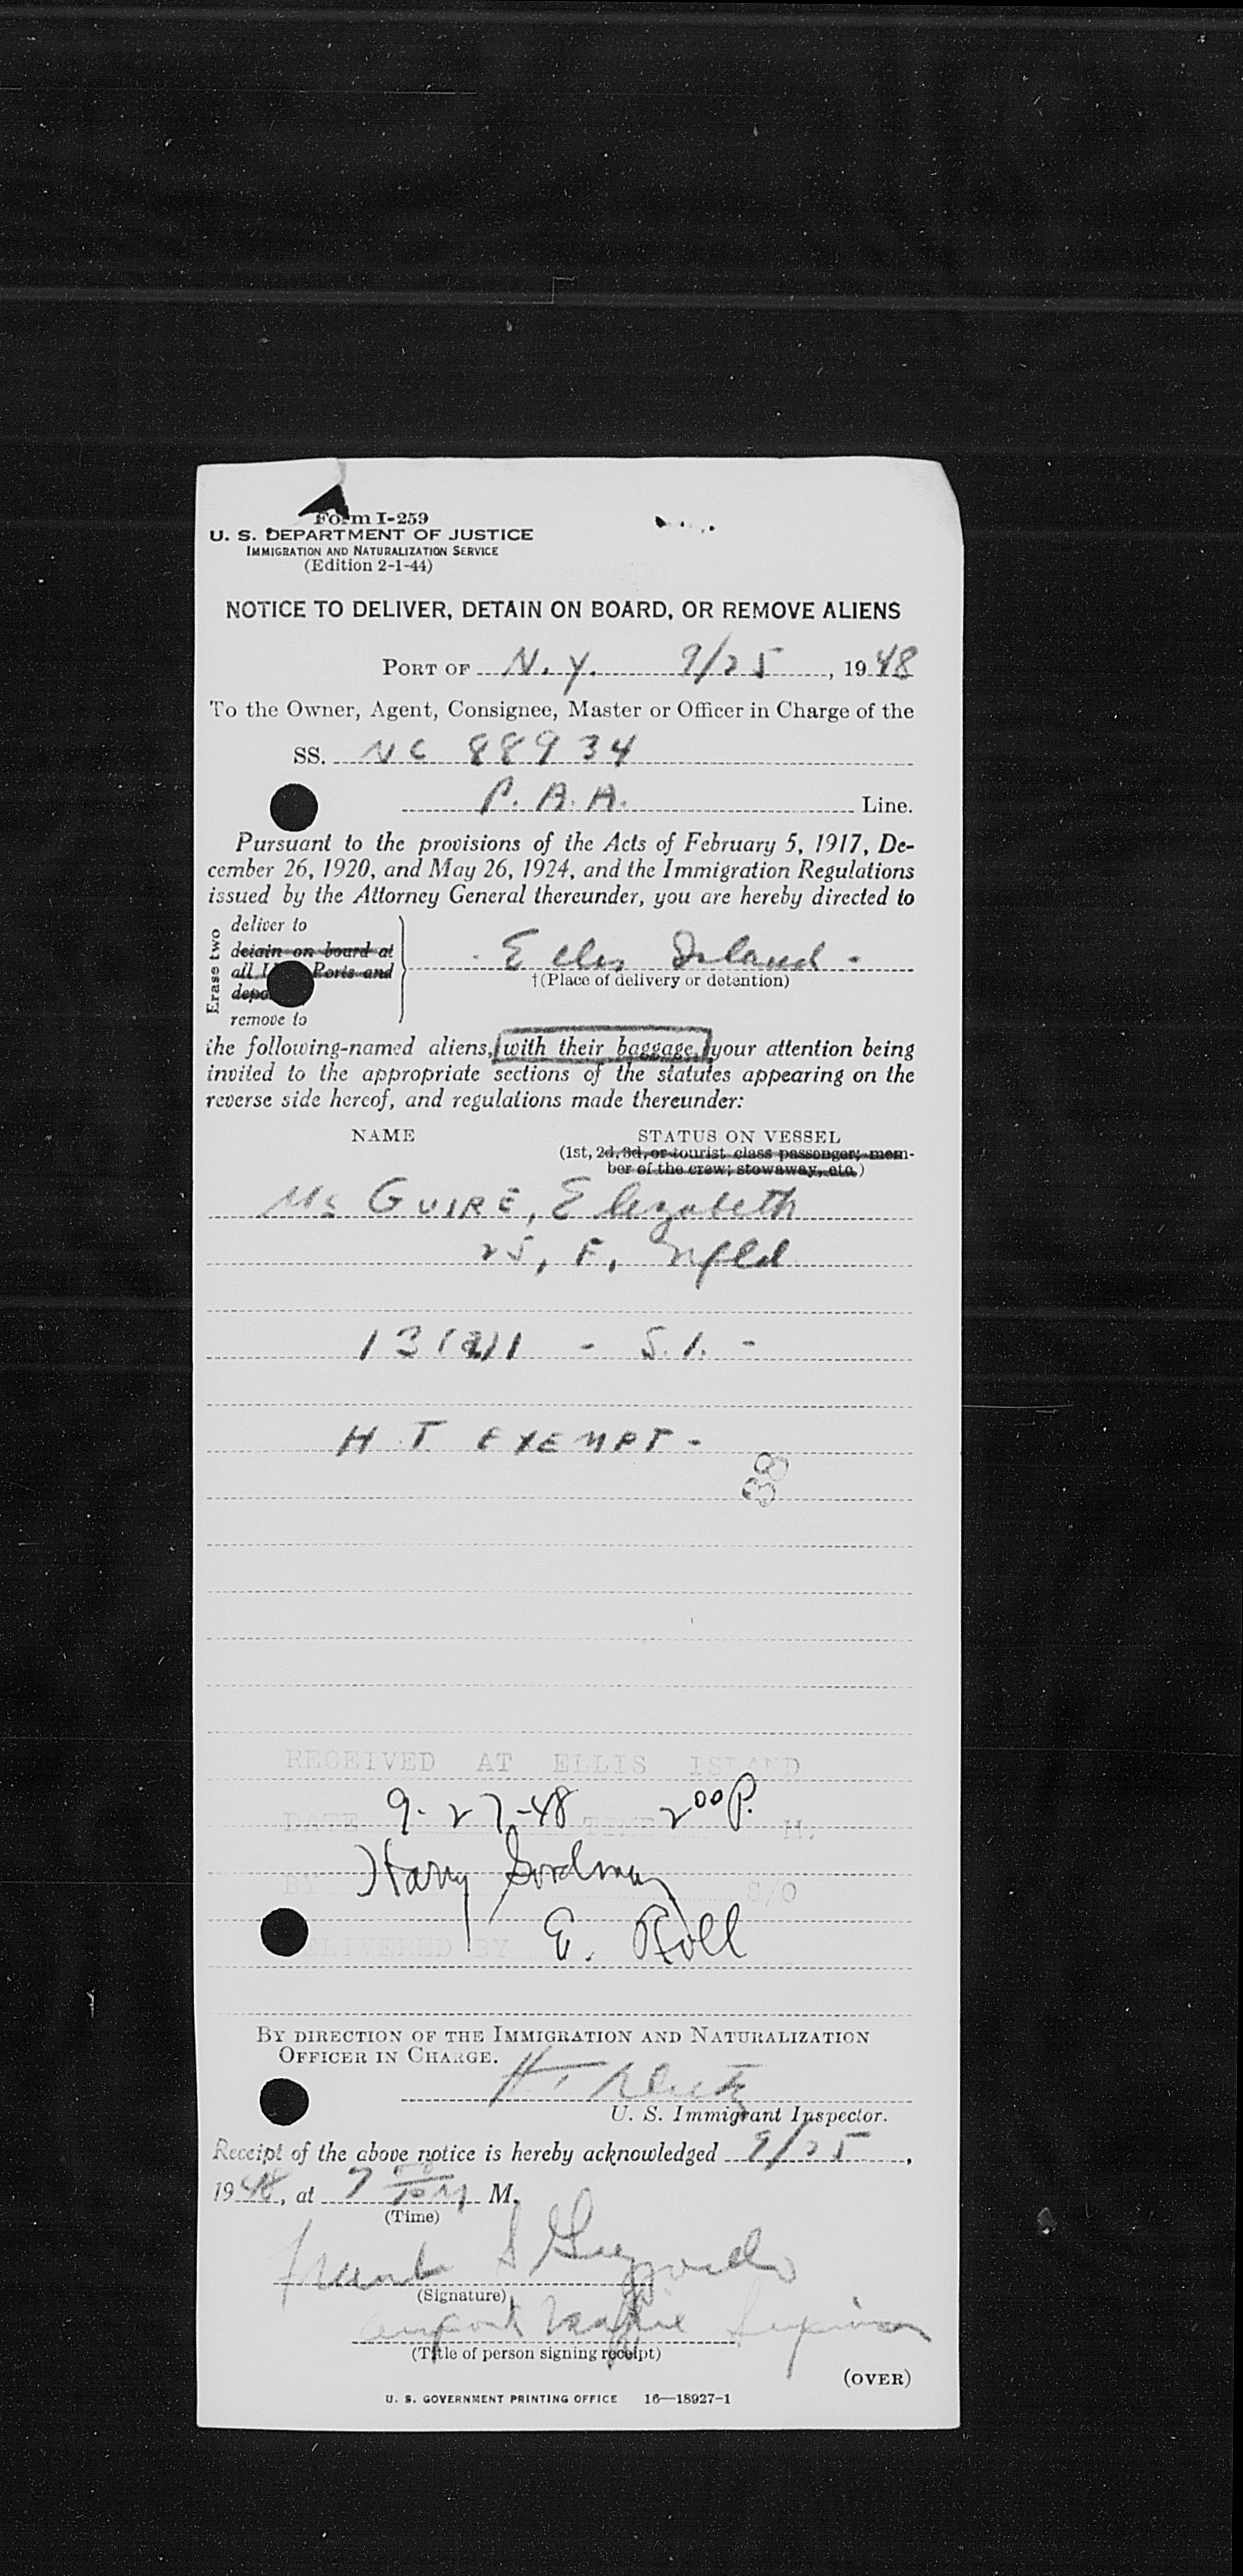 Form I-259
U. S. DEPARTMENT OF JUSTICE
IMMIGRATION AND NATURALIZATION SERVICE
(Edition 2-1-44)
NOTICE TO DELIVER, DETAIN ON BOARD, OR REMOVE ALIENS
PORT OF N.Y. 9/25, 1948
To the Owner, Agent, Consignee, Master or Officer in Charge of the
SS. NC 88934
P.A.A. Line.
Pursuant to the provisions of the Acts of February 5, 1917, De-
cember 26, 1920, and May 26, 1924, and the Immigration Regulations
issued by the Attorney General thereunder, you are hereby directed to
Erase two
deliver to
detain on board at
all Ports and
remove to
Ellis Island
†(Place of delivery or detention)
the following-named aliens, with their baggage, your attention being
invited to the appropriate sections of the statutes appearing on the
reverse side hereof, and regulations made thereunder:
NAME STATUS ON VESSEL
(1st, 2d, 3d, or tourist class passenger; mem-
ber of the crew; stowaway, etc.)
Mc GUIRE, Elizabeth
25, F, Nfld
13(a)1 - S.I. -
H T EXEMPT -
38
RECEIVED AT ELLIS ISLAND
DATE 9-27-48 TIME 2 00 P. M.
BY Harry S/O
DELIVERED BY E. Roll
BY DIRECTION OF THE IMMIGRATION AND NATURALIZATION
OFFICER IN CHARGE.
U. S. Immigrant Inspector.
Receipt of the above notice is hereby acknowledged 9/25,
1948, at 7 M.
(Time)
Frank S
(Signature)
(Title of person signing receipt)
(OVER)
U. S. GOVERNMENT PRINTING OFFICE 16—18927-1